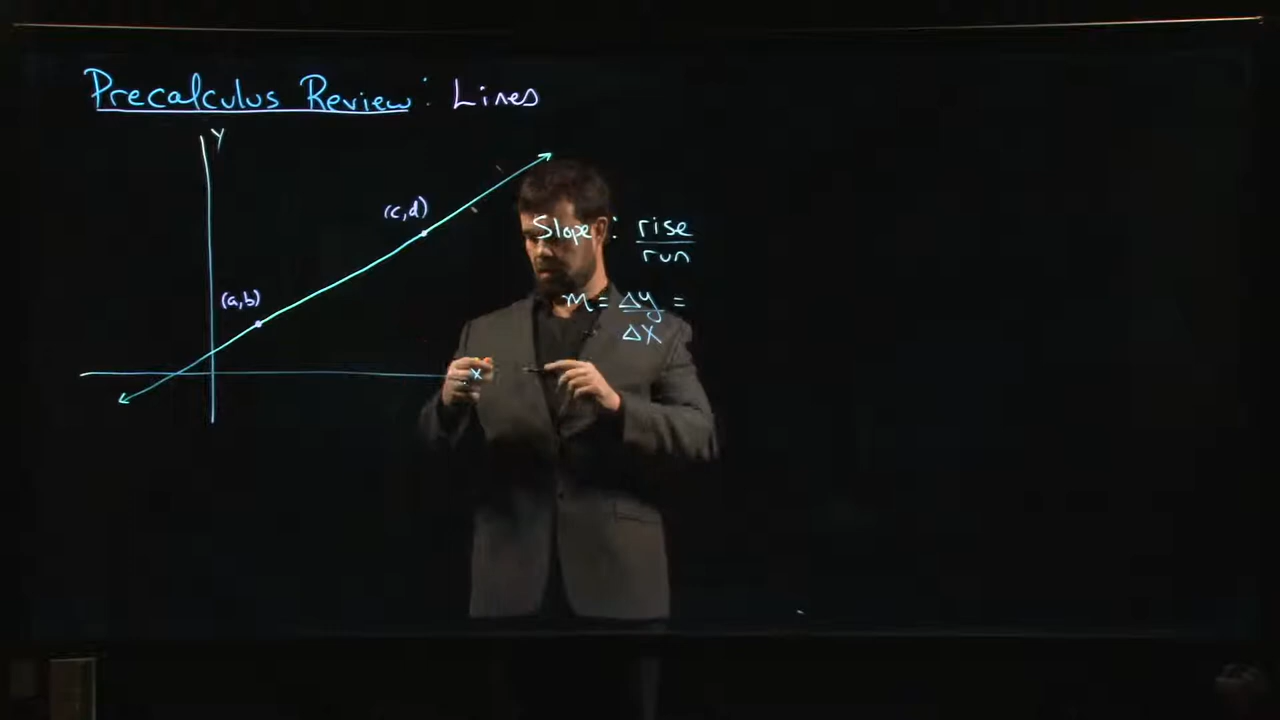 Precalculus Review: Lines
Y
(c,d)
Slope: rise
run
(a,b)
m = Δy =
Δx
x